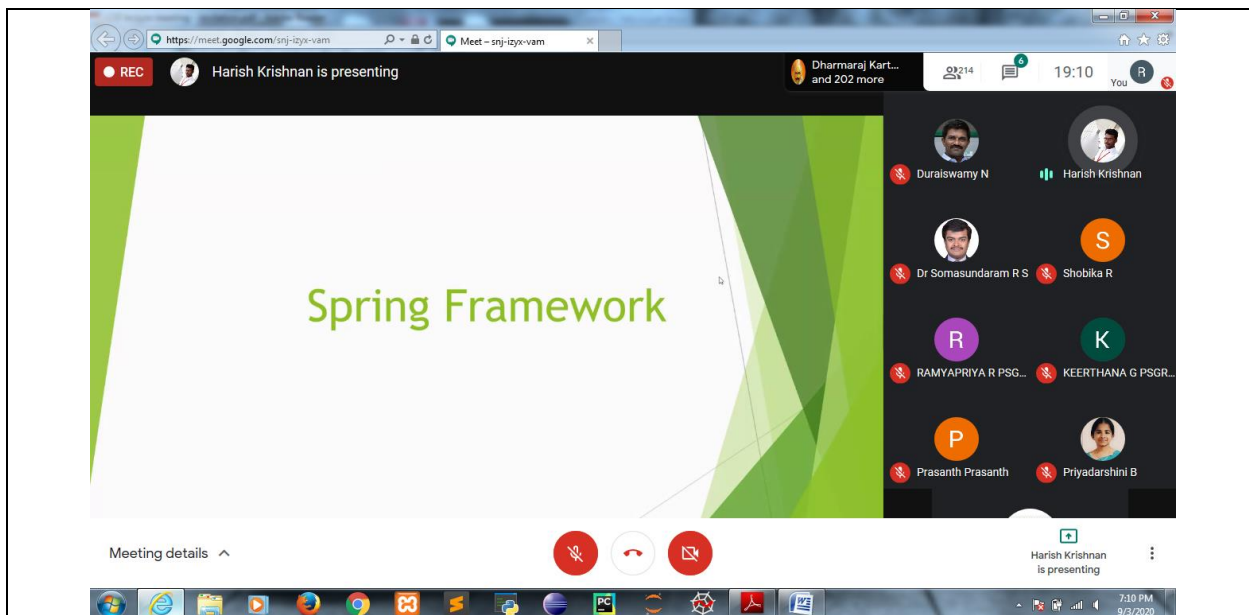 https://meet.google.com/snj-izyx-vam
Meet – snj-izyx-vam
REC
Harish Krishnan is presenting
Dharmaraj Kart...
and 202 more
214
6
19:10
You
R
Duraiswamy N
Harish Krishnan
Dr Somasundaram R S
S
Shobika R
R
RAMYAPRIYA R PSG...
K
KEERTHANA G PSGR...
P
Prasanth Prasanth
Priyadarshini B
Spring Framework
Meeting details
Harish Krishnan
is presenting
PC
W
7:10 PM
9/3/2020